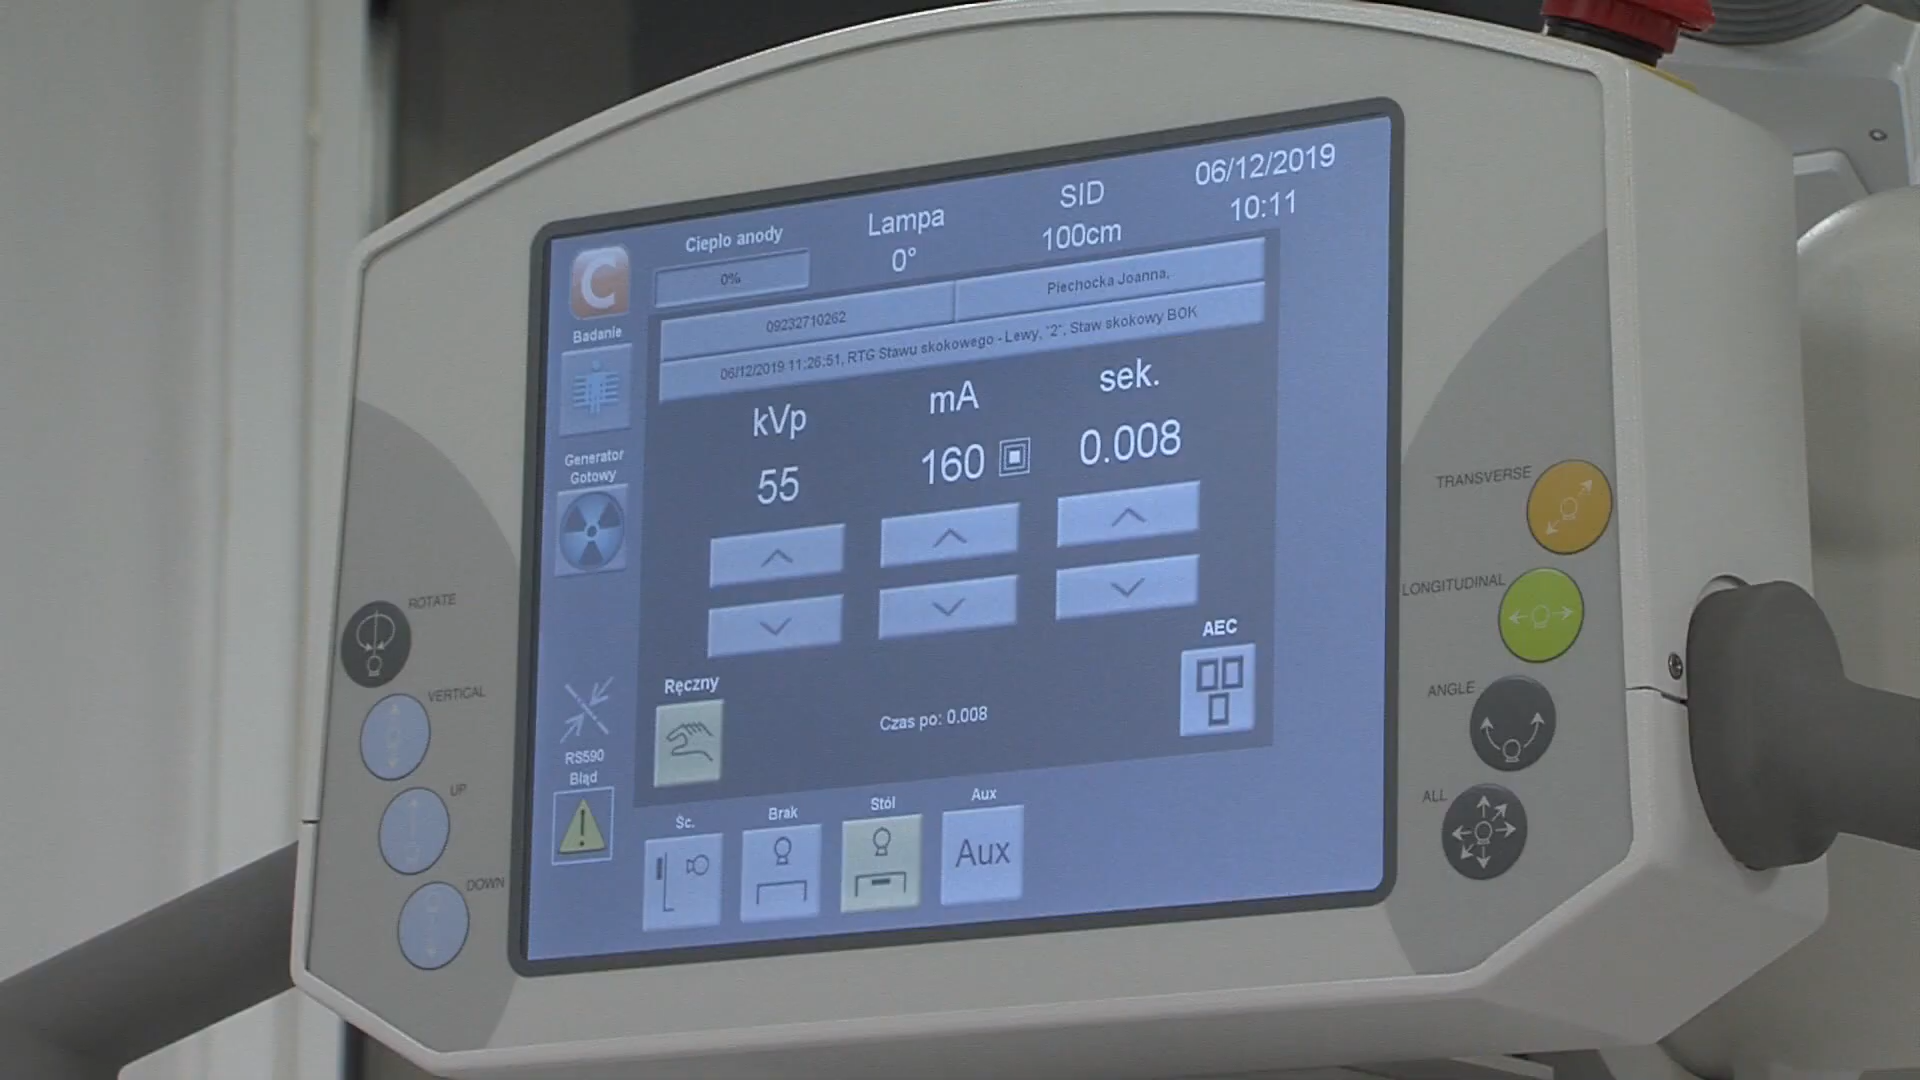 06/12/2019
10:11
SID
100cm
Lampa
0°
Ciepło anody
0%
C
Badanie
Piechocka Joanna,
09232710262
06/12/2019 11:26:51, RTG Stawu skokowego - Lewy, "2", Staw skokowy BOK
kVp
mA
sek.
55
160
0.008
Generator
Gotowy
TRANSVERSE
LONGITUDINAL
ANGLE
ALL
ROTATE
VERTICAL
UP
DOWN
AEC
Ręczny
Czas po: 0.008
RS590
Błąd
Śc.
Brak
Stół
Aux
Aux